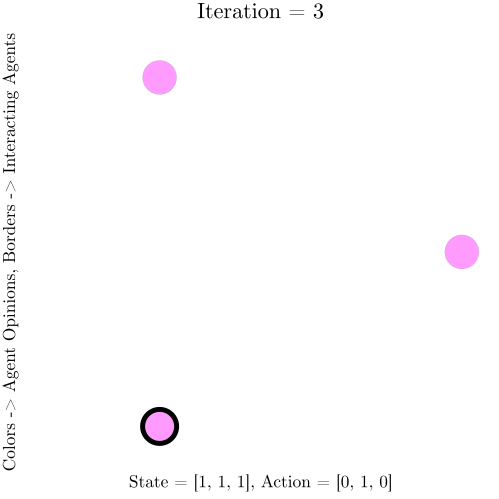 Iteration = 3
Colors -> Agent Opinions, Borders -> Interacting Agents
State = [1, 1, 1], Action = [0, 1, 0]